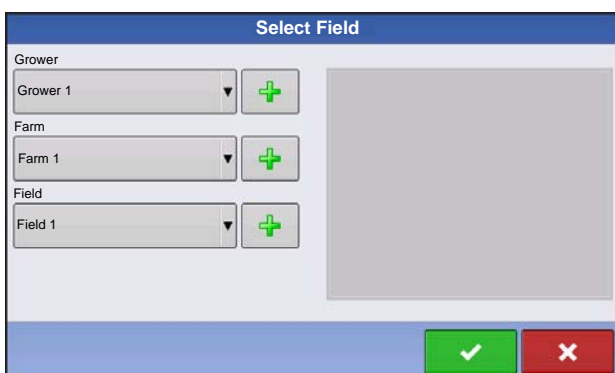 Select Field
Grower
Grower 1
Farm
Farm 1
Field
Field 1